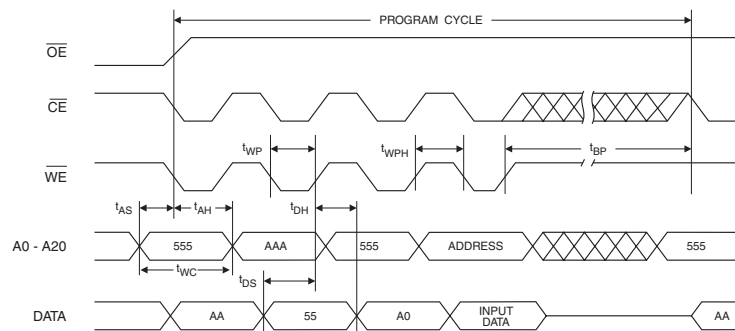 PROGRAM CYCLE
OE
CE
tWP
tWPH
tBP
WE
tAS
tAH
tDH
A0 - A20
555
AAA
555
ADDRESS
555
tWC
tDS
DATA
AA
55
A0
INPUT
DATA
AA